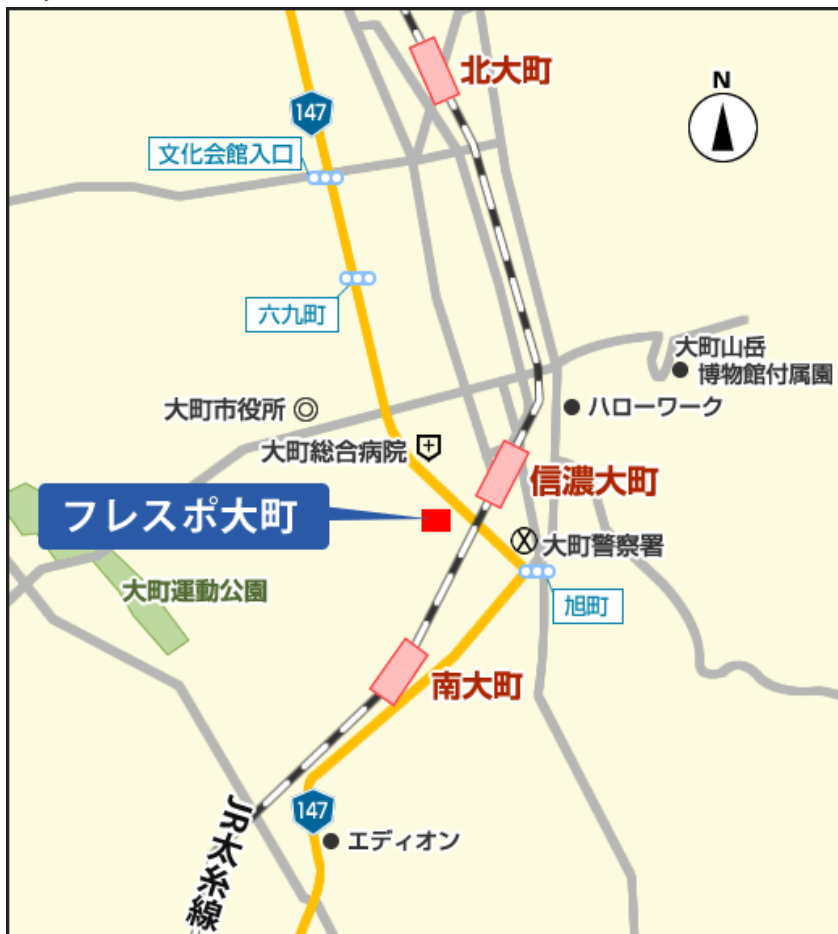 北大町
N
147
文化会館入口
六九町
大町山岳
博物館付属園
大町市役所
ハローワーク
大町総合病院
信濃大町
フレスポ大町
大町警察署
大町運動公園
旭町
南大町
147
エディオン
JR大糸線